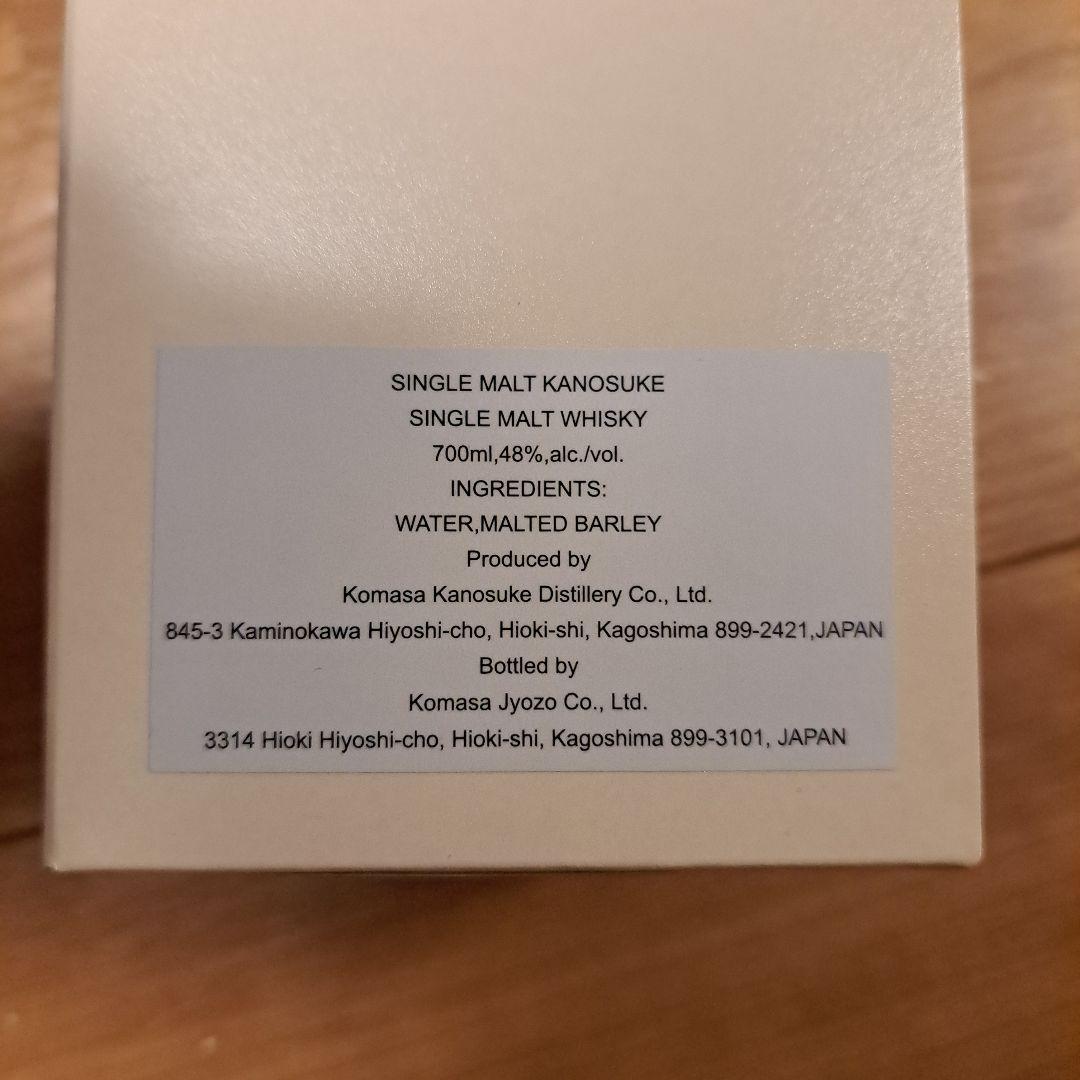 SINGLE MALT KANOSUKE
SINGLE MALT WHISKY
700ml,48%,alc./vol.
INGREDIENTS:
WATER,MALTED BARLEY
Produced by
Komasa Kanosuke Distillery Co., Ltd.
845-3 Kaminokawa Hiyoshi-cho, Hioki-shi, Kagoshima 899-2421,JAPAN
Bottled by
Komasa Jyozo Co., Ltd.
3314 Hioki Hiyoshi-cho, Hioki-shi, Kagoshima 899-3101, JAPAN